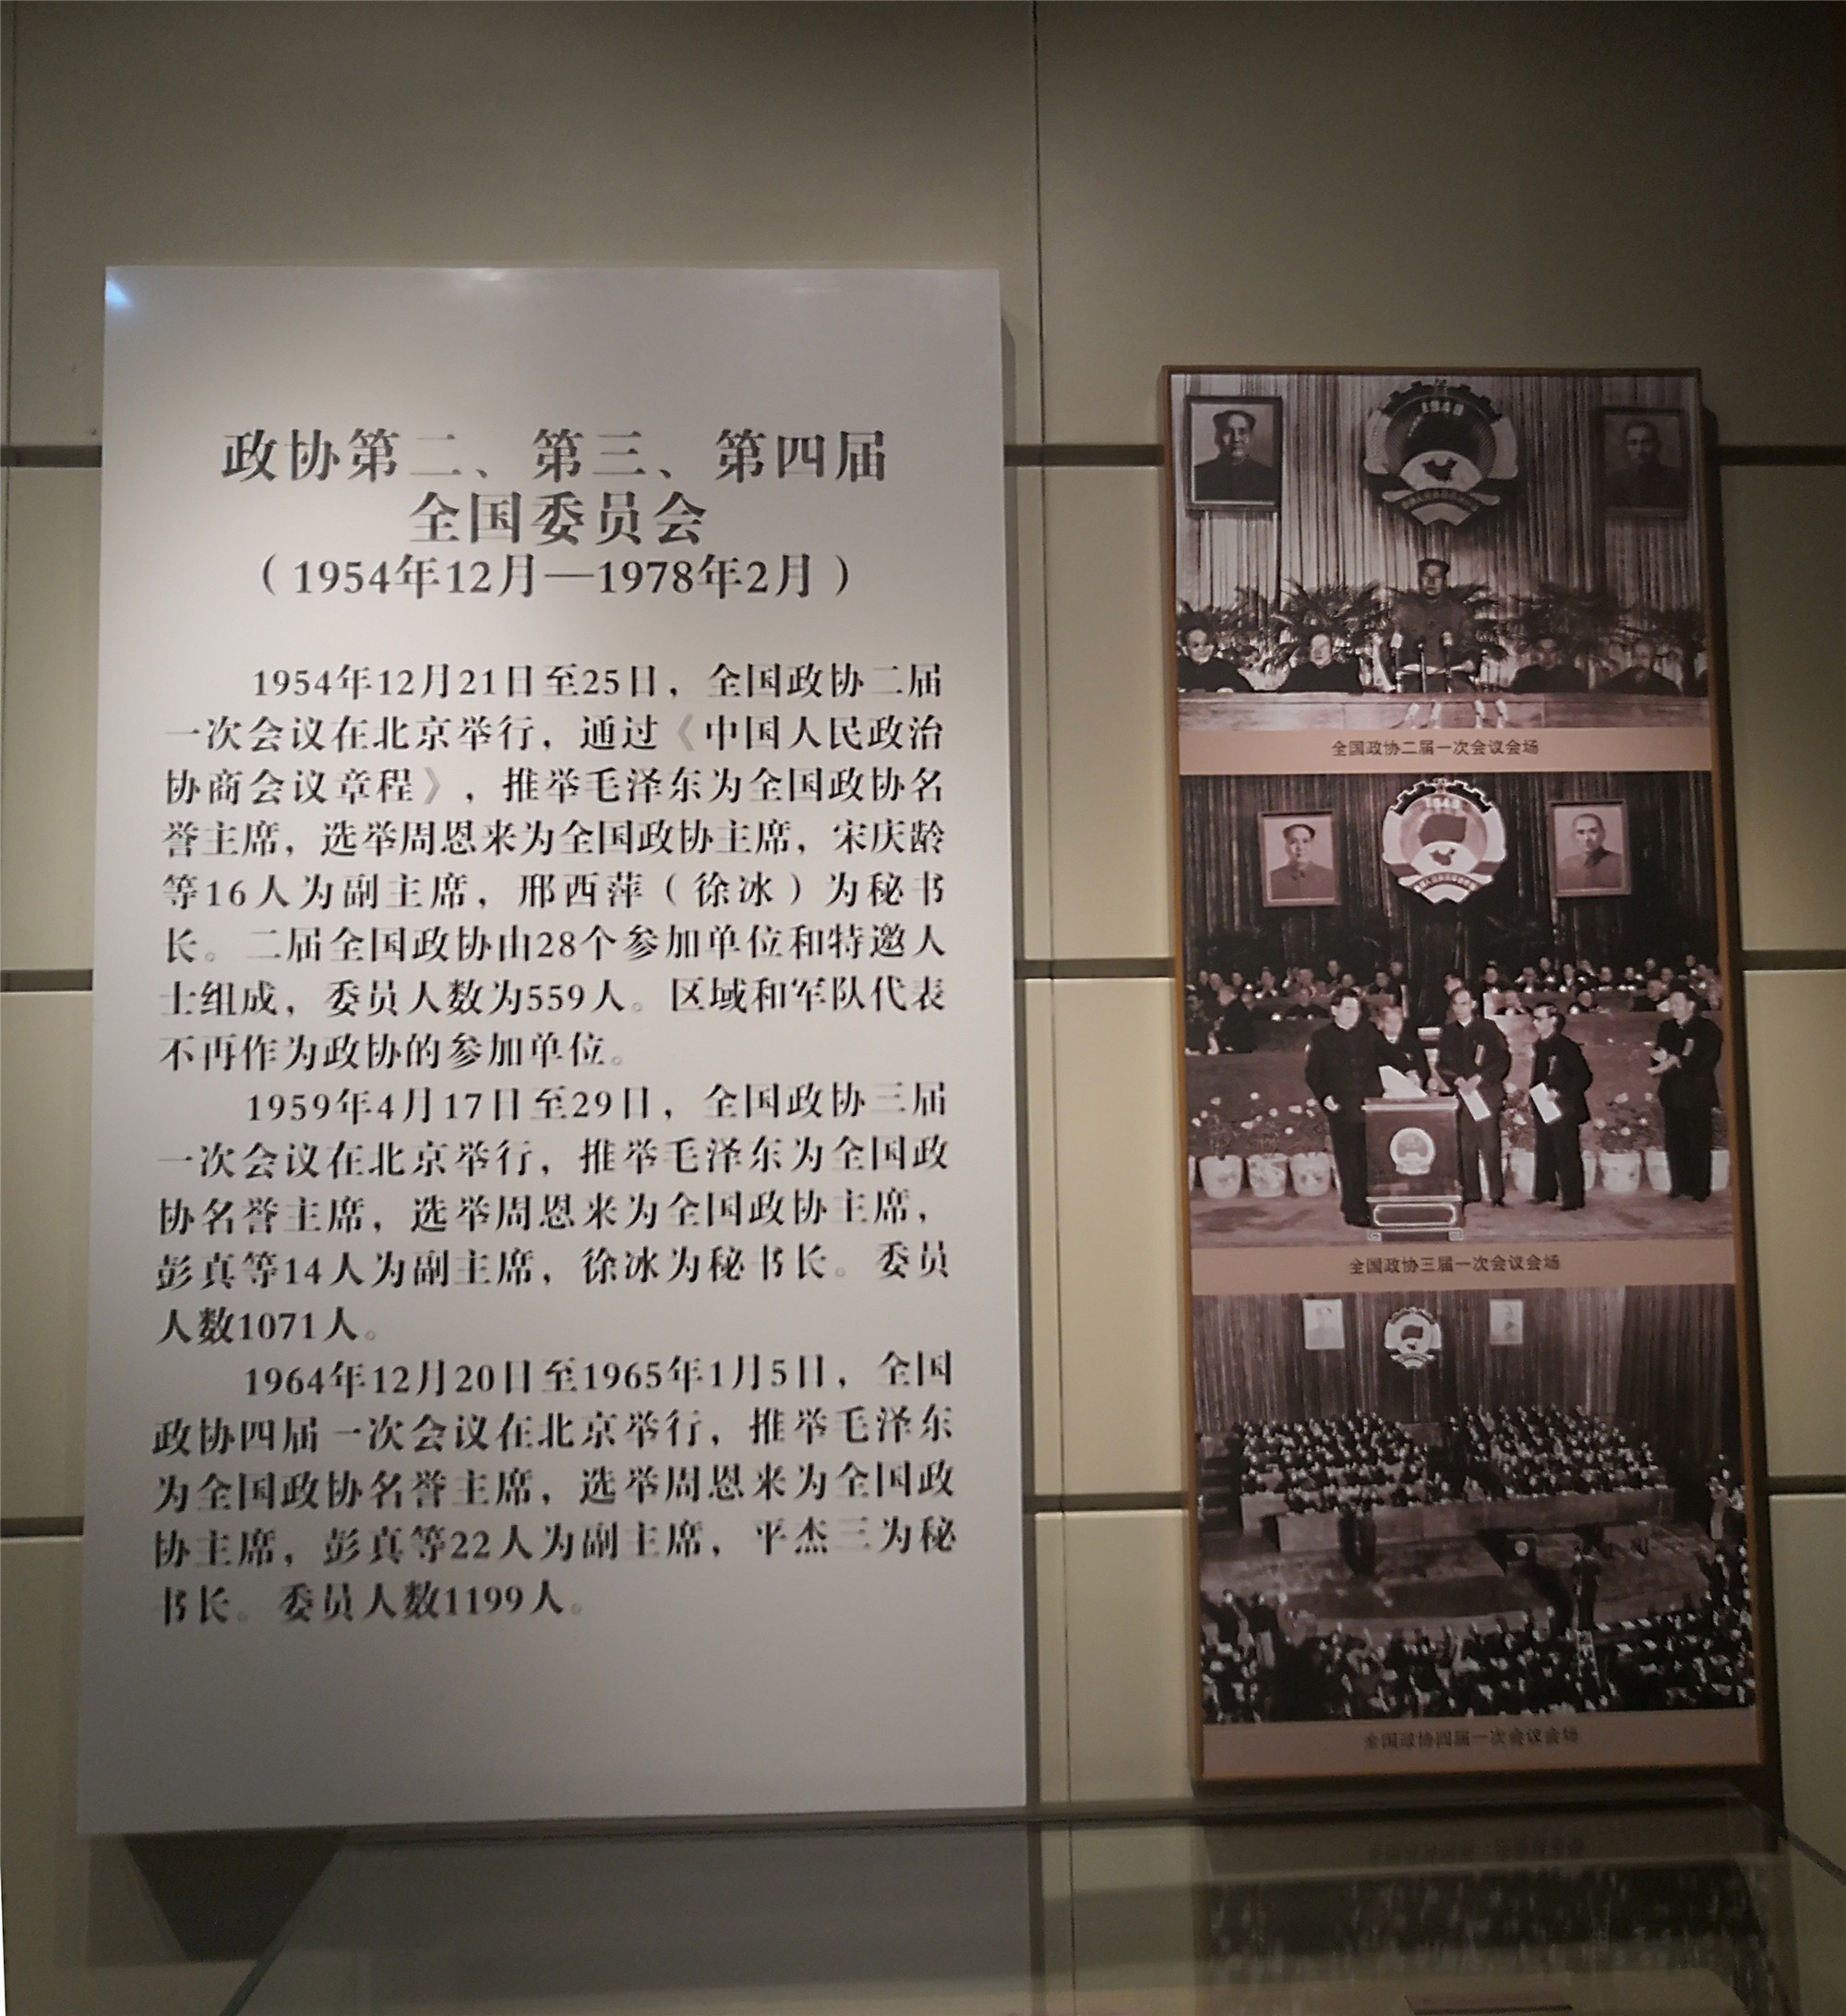 政协第二、第三、第四届
全国委员会
（1954年12月—1978年2月）
1954年12月21日至25日，全国政协二届
一次会议在北京举行，通过《中国人民政治
协商会议章程》，推举毛泽东为全国政协名
誉主席，选举周恩来为全国政协主席，宋庆龄
等16人为副主席，邢西萍（徐冰）为秘书
长。二届全国政协由28个参加单位和特邀人
士组成，委员人数为559人。区域和军队代表
不再作为政协的参加单位。
1959年4月17日至29日，全国政协三届
一次会议在北京举行，推举毛泽东为全国政
协名誉主席，选举周恩来为全国政协主席，
彭真等14人为副主席，徐冰为秘书长。委员
人数1071人。
1964年12月20日至1965年1月5日，全国
政协四届一次会议在北京举行，推举毛泽东
为全国政协名誉主席，选举周恩来为全国政
协主席，彭真等22人为副主席，平杰三为秘
书长。委员人数1199人。
1949
全国政协二届一次会议会场
1949
全国政协三届一次会议会场
全国政协四届一次会议会场